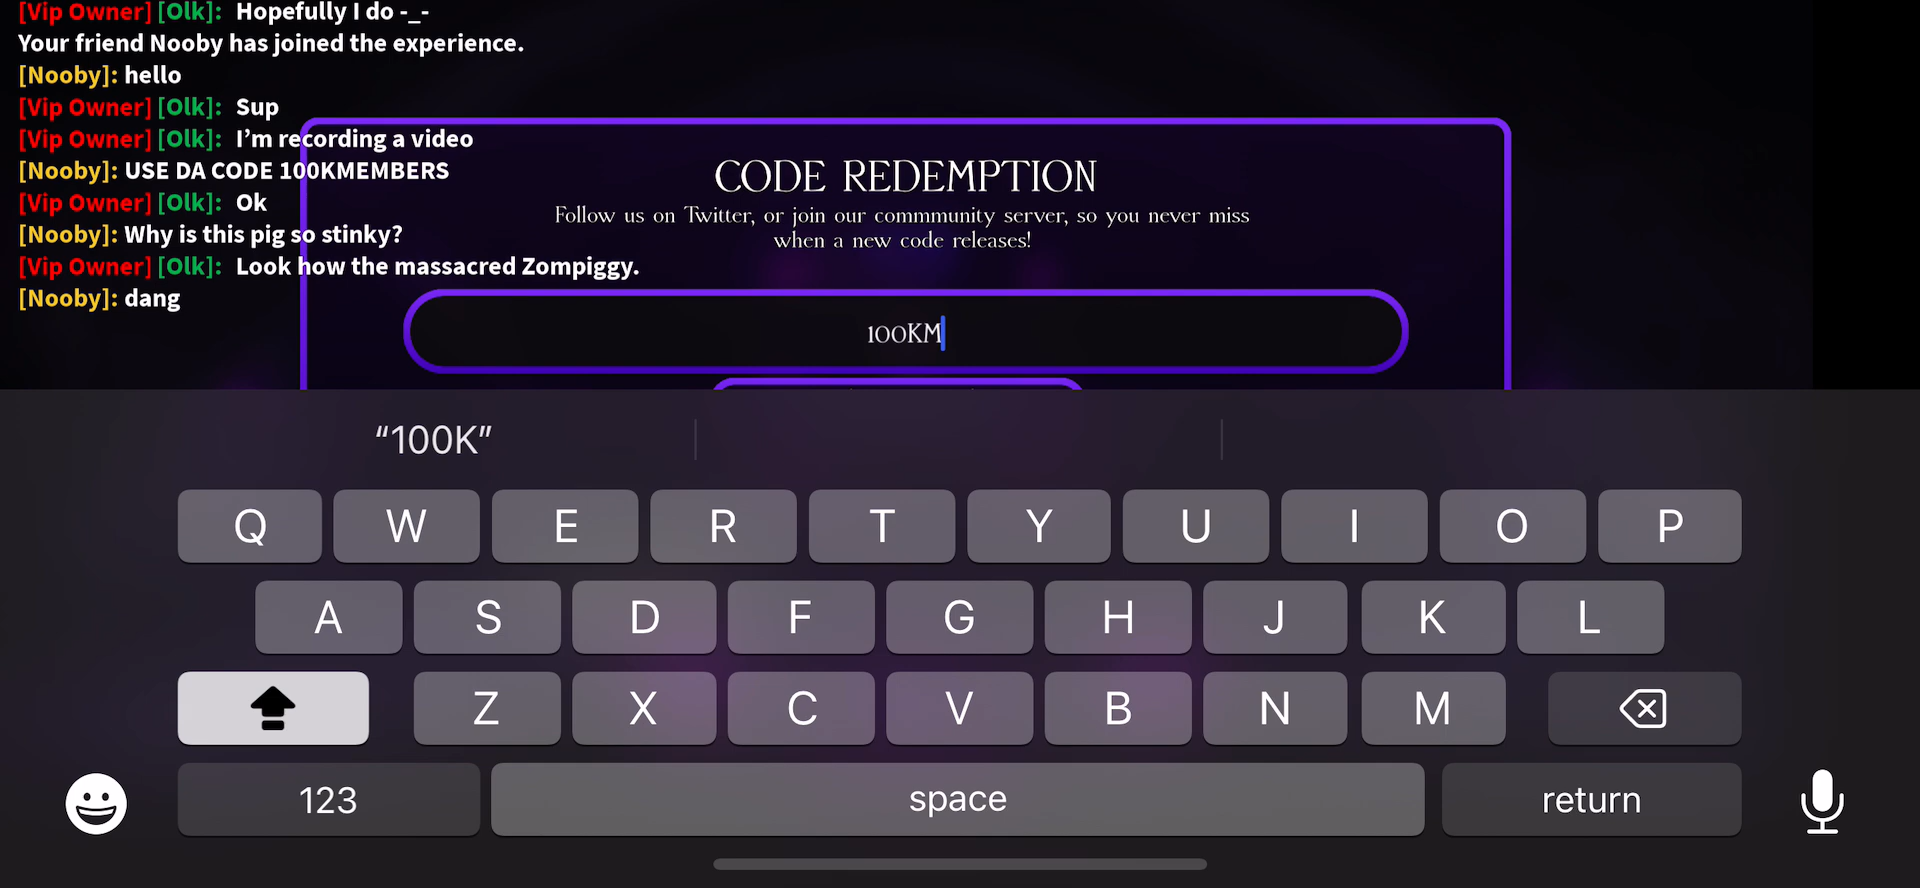 [Vip Owner] [Olk]: Hopefully I do -_-
Your friend Nooby has joined the experience.
[Nooby]: hello
[Vip Owner] [Olk]: Sup
[Vip Owner] [Olk]: I’m recording a video
[Nooby]: USE DA CODE 100KMEMBERS
[Vip Owner] [Olk]: Ok
[Nooby]: Why is this pig so stinky?
[Vip Owner] [Olk]: Look how the massacred Zompiggy.
[Nooby]: dang
CODE REDEMPTION
Follow us on Twitter, or join our commmunity server, so you never miss
when a new code releases!
100KM
“100K”
Q W E R T Y U I O P
A S D F G H J K L
Z X C V B N M
123 space return